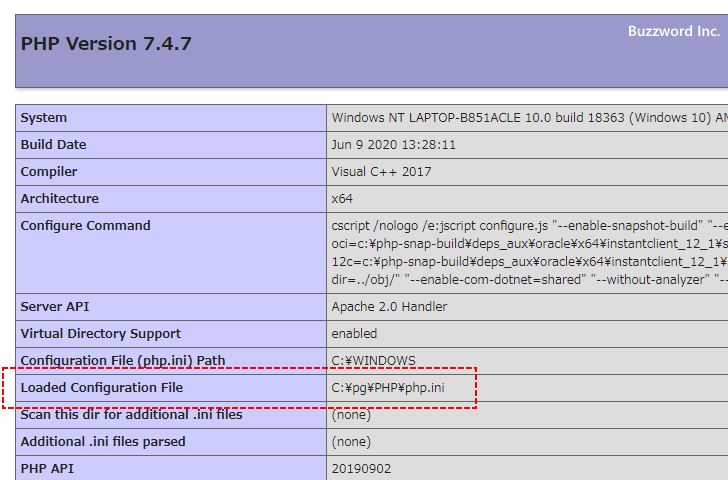 Buzzword Inc.
PHP Version 7.4.7
System Windows NT LAPTOP-B851ACLE 10.0 build 18363 (Windows 10) AM
Build Date Jun 9 2020 13:28:11
Compiler Visual C++ 2017
Architecture x64
Configure Command cscript /nologo /e:jscript configure.js "--enable-snapshot-build" "--e
oci=c:¥php-snap-build¥deps_aux¥oracle¥x64¥instantclient_12_1¥s
12c=c:¥php-snap-build¥deps_aux¥oracle¥x64¥instantclient_12_1¥
dir=../obj/" "--enable-com-dotnet=shared" "--without-analyzer" "--
Server API Apache 2.0 Handler
Virtual Directory Support enabled
Configuration File (php.ini) Path C:¥WINDOWS
Loaded Configuration File C:¥pg¥PHP¥php.ini
Scan this dir for additional .ini files (none)
Additional .ini files parsed (none)
PHP API 20190902